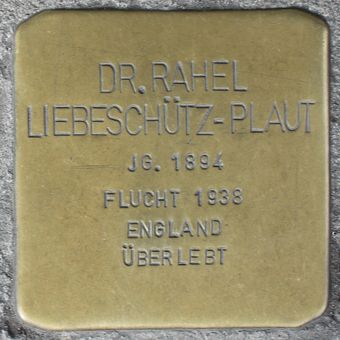 DR. RAHEL
LIEBESCHÜTZ-PLAUT
JG. 1894
FLUCHT 1938
ENGLAND
ÜBERLEBT